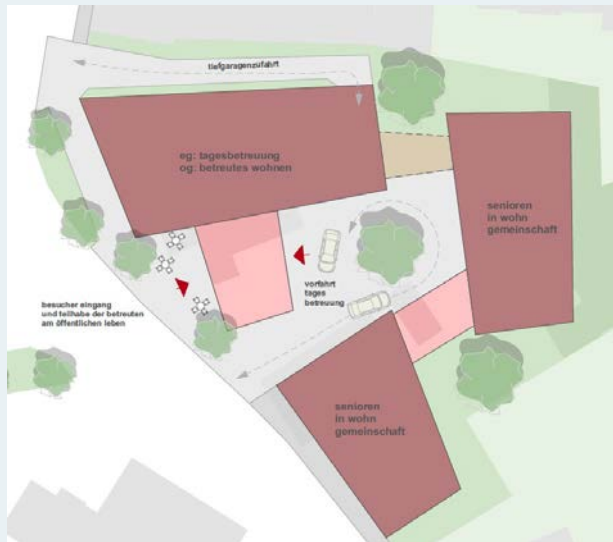 tiefgaragenzufahrt
eg: tagesbetreuung
og: betreutes wohnen
senioren
in wohn
gemeinschaft
vorfahrt
tages
betreuung
besucher eingang
und teilhabe der betreuten
am öffentlichen leben
senioren
in wohn
gemeinschaft